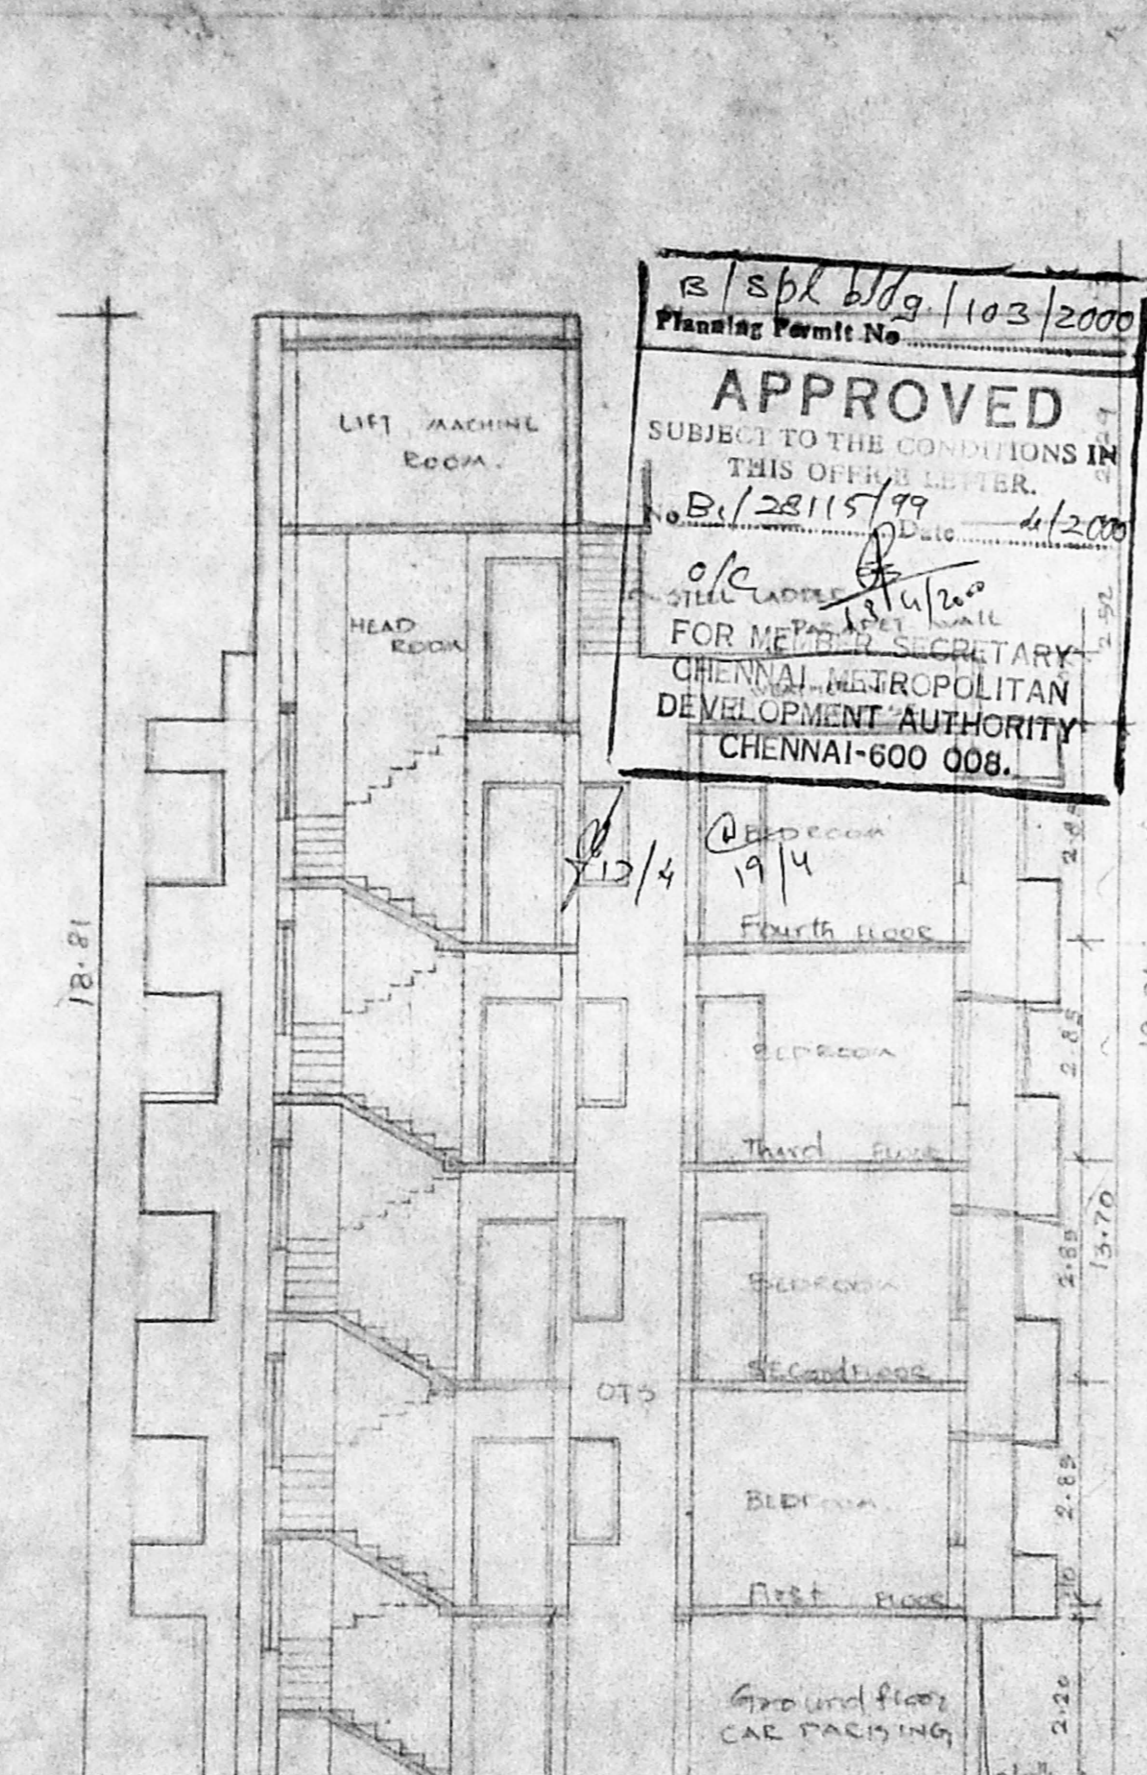 B/Spl bldg./103/2000
Planning Permit No
APPROVED
SUBJECT TO THE CONDITIONS IN
THIS OFFICE LETTER.
No B1/28115/99 Date 4/2000
O/C
STEEL LADDER
13/4/2000
PARAPET WALL
FOR MEMBER SECRETARY
CHENNAI METROPOLITAN
DEVELOPMENT AUTHORITY
CHENNAI-600 008.
LIFT MACHINE
ROOM.
2.52
HEAD
ROOM
BEDROOM
19/4
Fourth FLOOR
18.81
2.85
BEDROOM
Third FLOOR
2.85
13.70
BEDROOM
SECond FLOOR
OTS
2.85
BEDROOM
First FLOOR
Ground floor
CAR PARKING
2.20